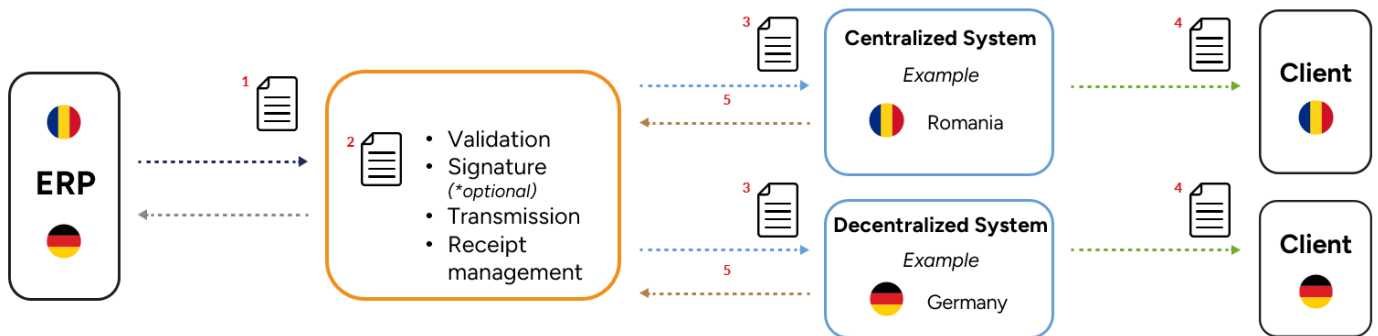 ERP
1
2
• Validation
• Signature
(*optional)
• Transmission
• Receipt
management
3
5
Centralized System
Example
Romania
4
Client
3
5
Decentralized System
Example
Germany
4
Client